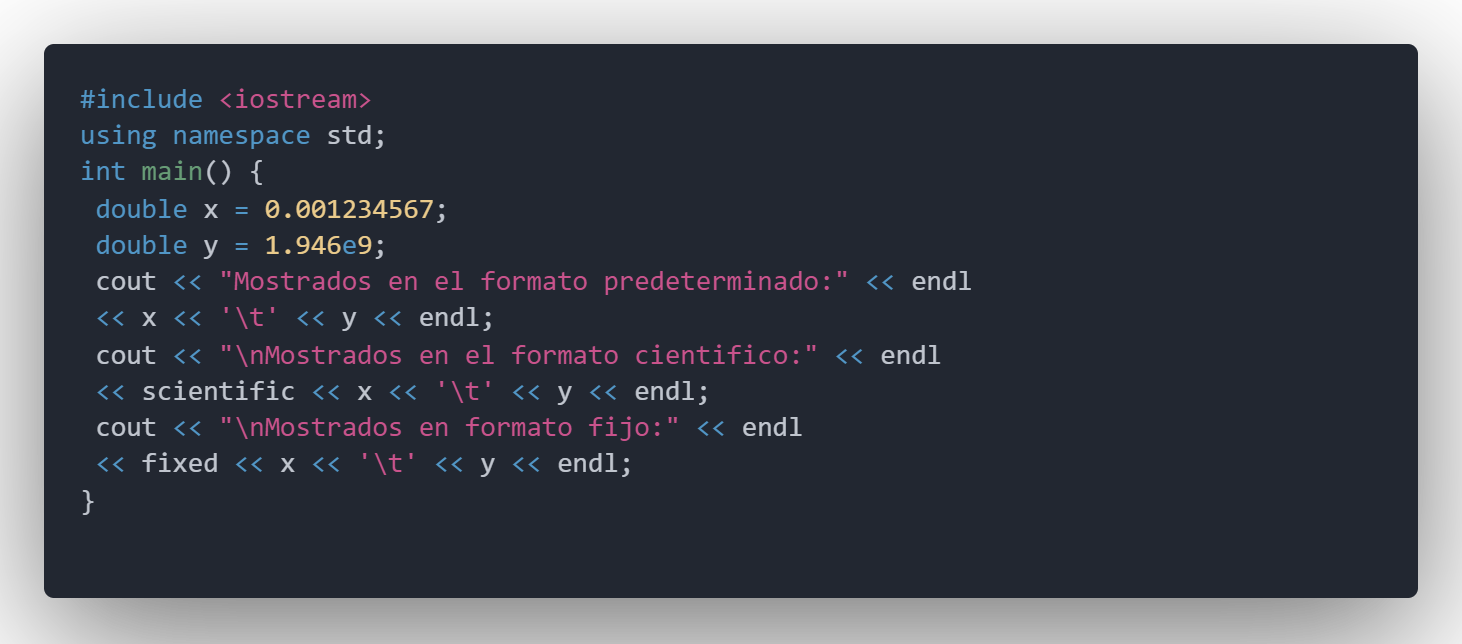 #include <iostream>
using namespace std;
int main() {
 double x = 0.001234567;
 double y = 1.946e9;
 cout << "Mostrados en el formato predeterminado:" << endl
 << x << '\t' << y << endl;
 cout << "\nMostrados en el formato cientifico:" << endl
 << scientific << x << '\t' << y << endl;
 cout << "\nMostrados en formato fijo:" << endl
 << fixed << x << '\t' << y << endl;
}